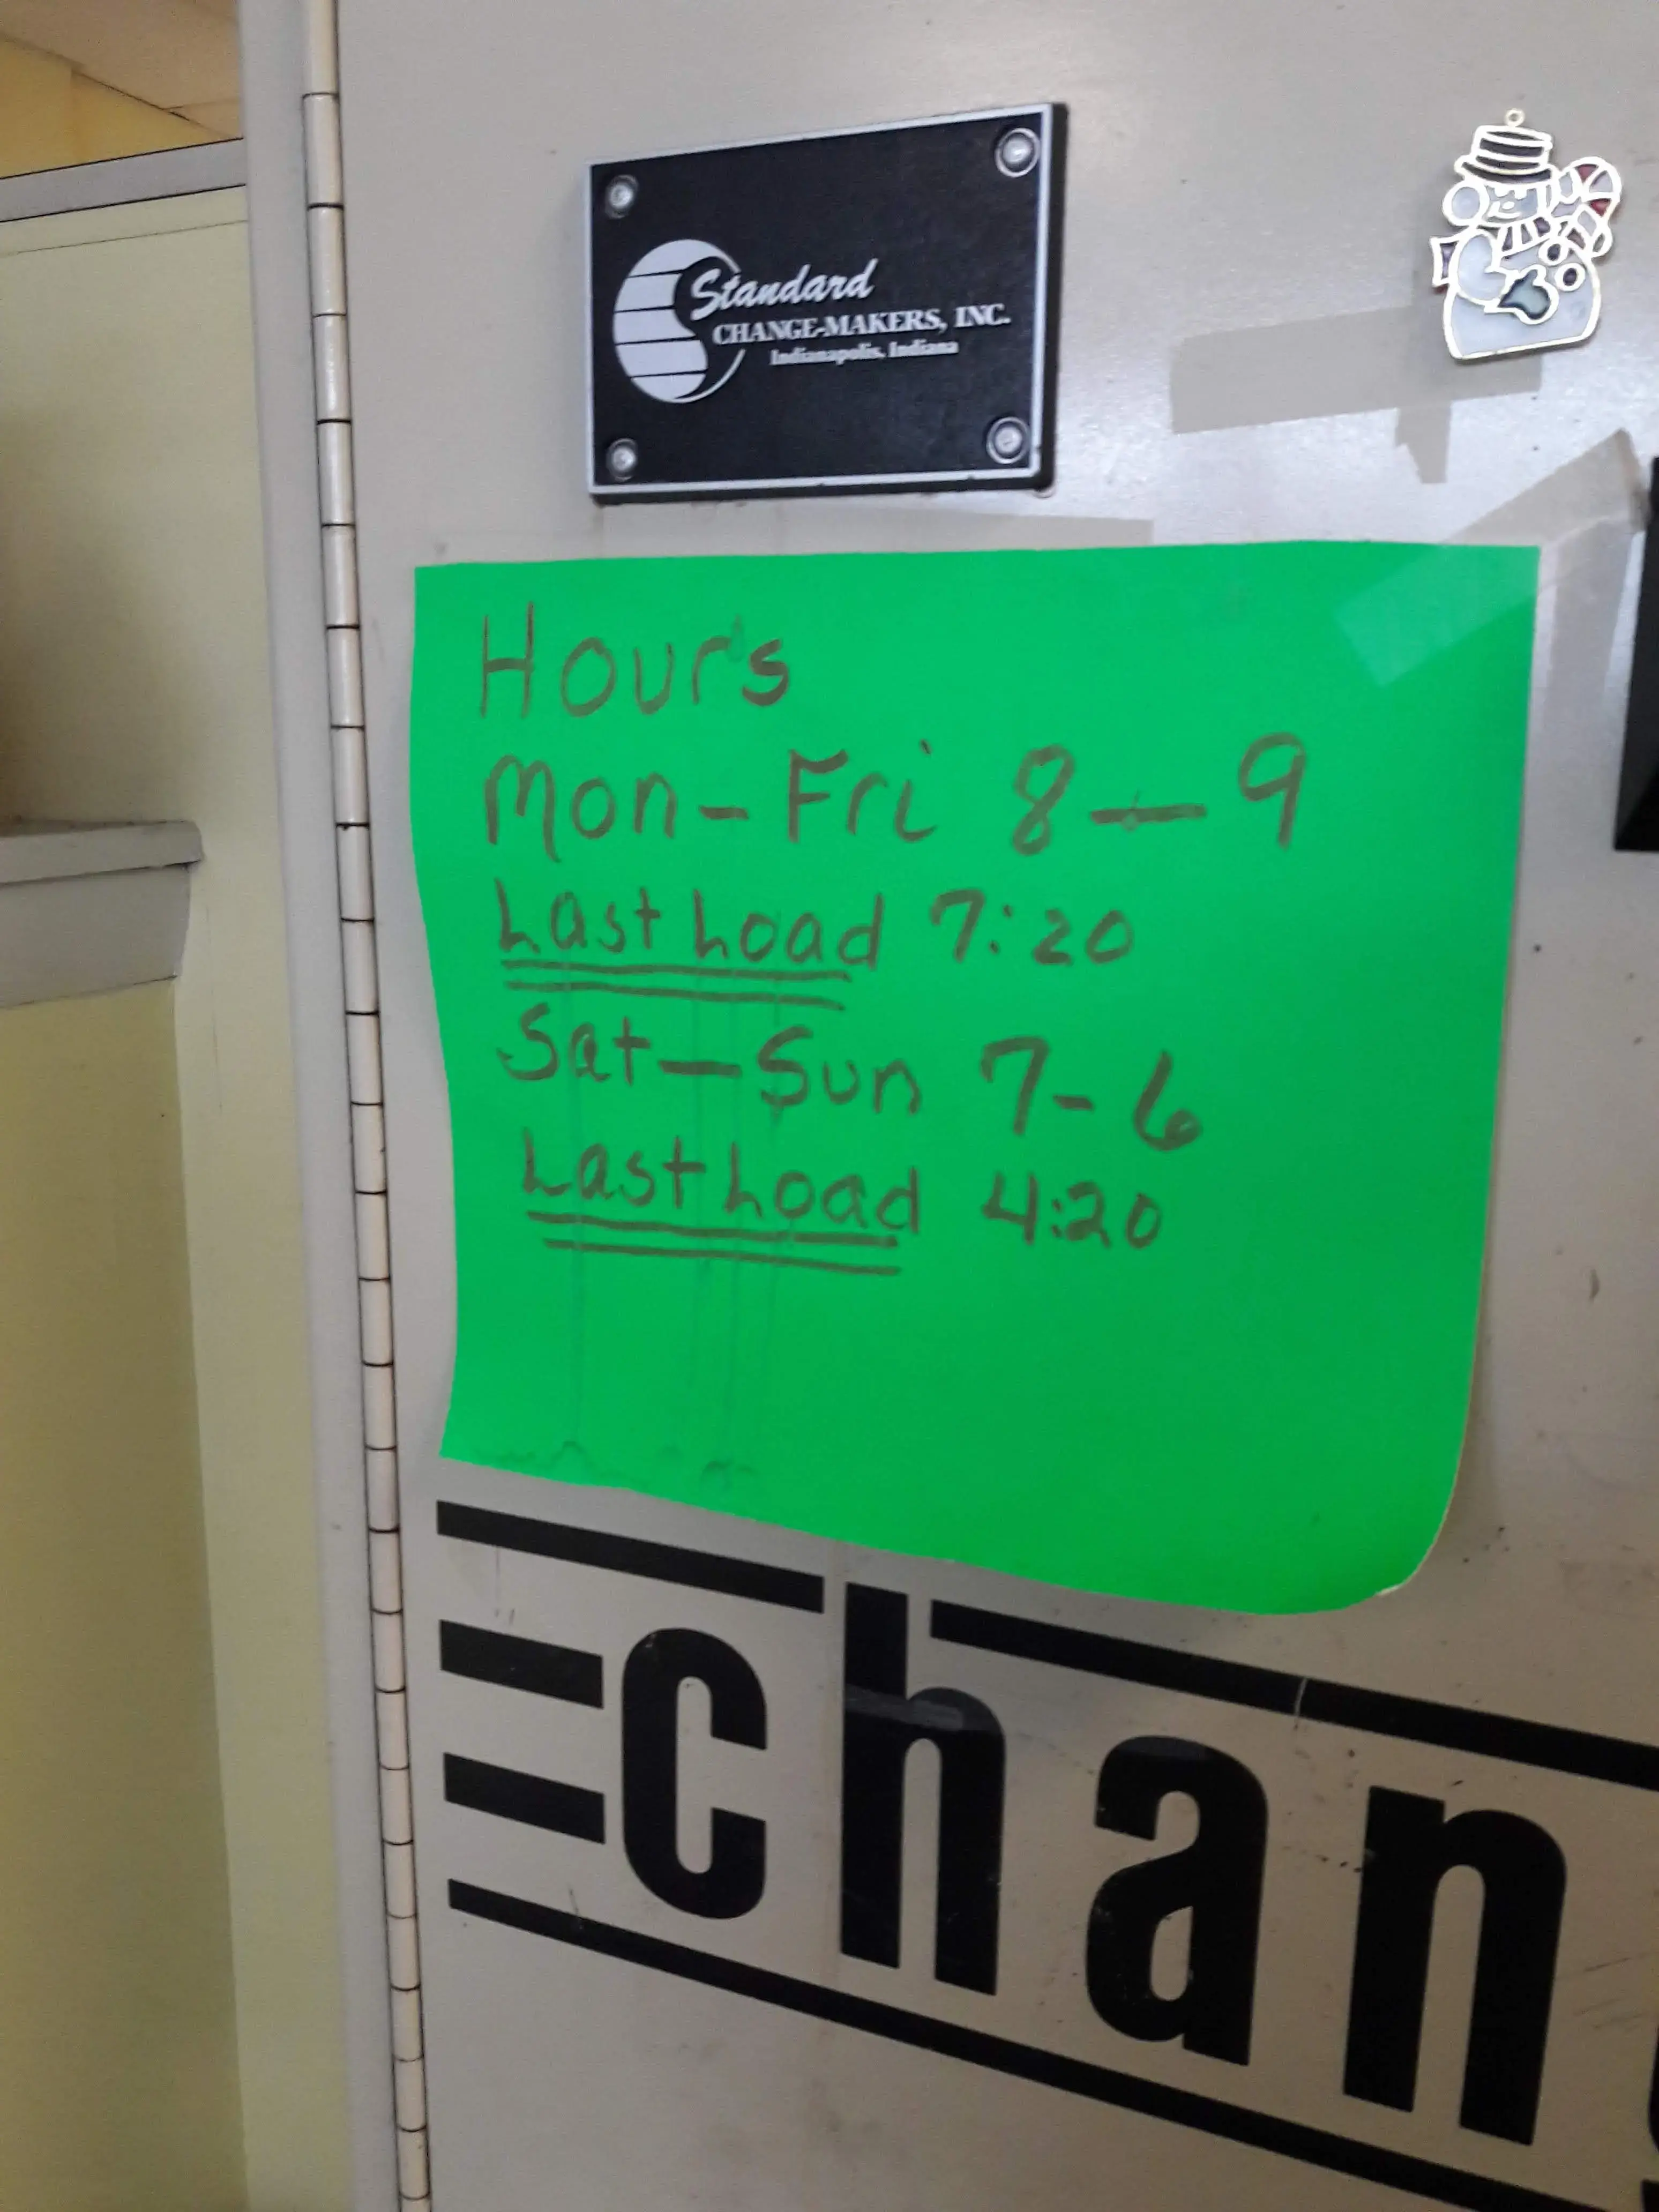 Standard
CHANGE-MAKERS, INC.
Indianapolis, Indiana
Hours
Mon-Fri 8-9
Last Load 7:20
Sat-Sun 7-6
Last Load 4:20
Chan